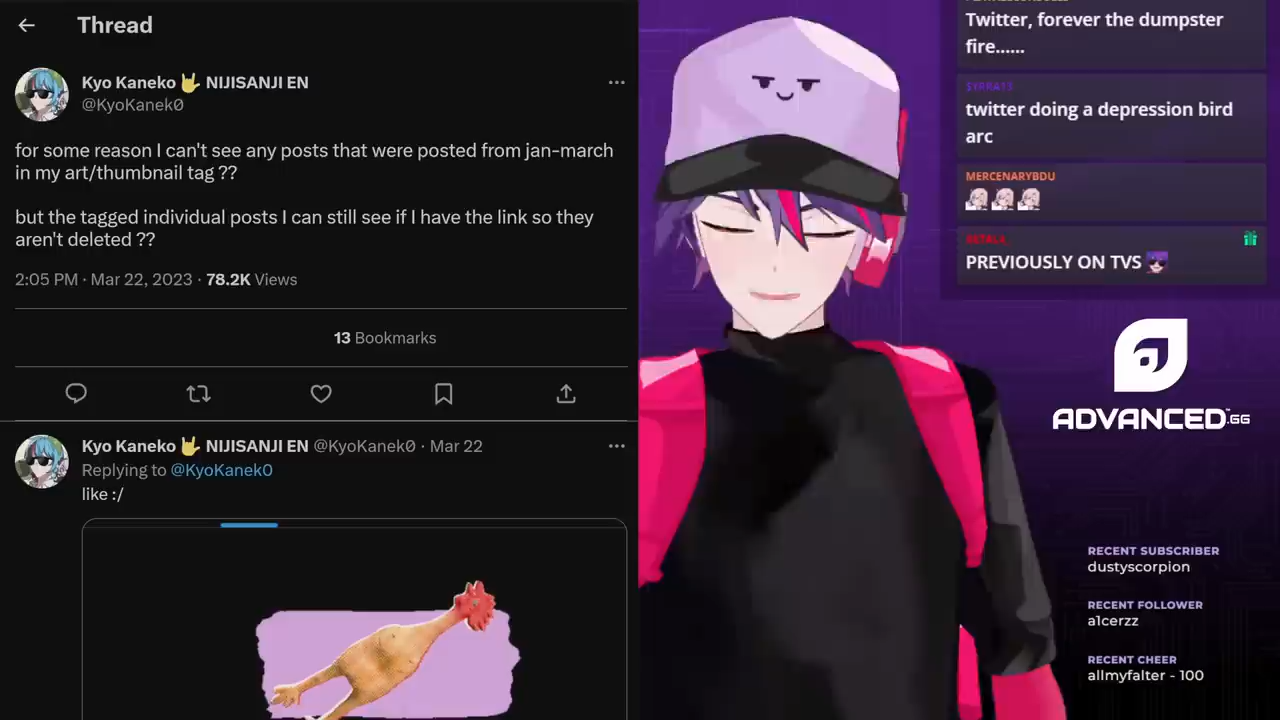 Thread
Kyo Kaneko 🤟 NIJISANJI EN
@KyoKanek0
for some reason I can't see any posts that were posted from jan-march
in my art/thumbnail tag ??
but the tagged individual posts I can still see if I have the link so they
aren't deleted ??
2:05 PM · Mar 22, 2023 · 78.2K Views
13 Bookmarks
Kyo Kaneko 🤟 NIJISANJI EN @KyoKanek0 · Mar 22
Replying to @KyoKanek0
like :/
Twitter, forever the dumpster
fire......
twitter doing a depression bird
arc
MERCENARYBDU
PREVIOUSLY ON TVS
ADVANCED.GG
RECENT SUBSCRIBER
dustyscorpion
RECENT FOLLOWER
a1cerzz
RECENT CHEER
allmyfalter - 100